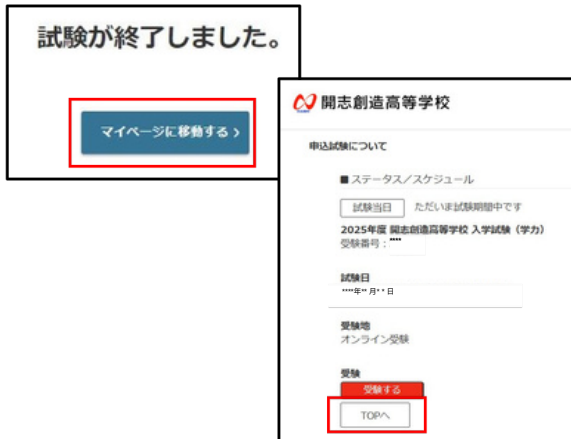 試験が終了しました。
マイページに移動する >
開志創造高等学校
申込試験について
■ステータス／スケジュール
試験当日 ただいま試験期間中です
2025年度 開志創造高等学校 入学試験（学力）
受験番号：****
試験日
****年**月**日
受験地
オンライン受験
受験
受験する
TOPへ